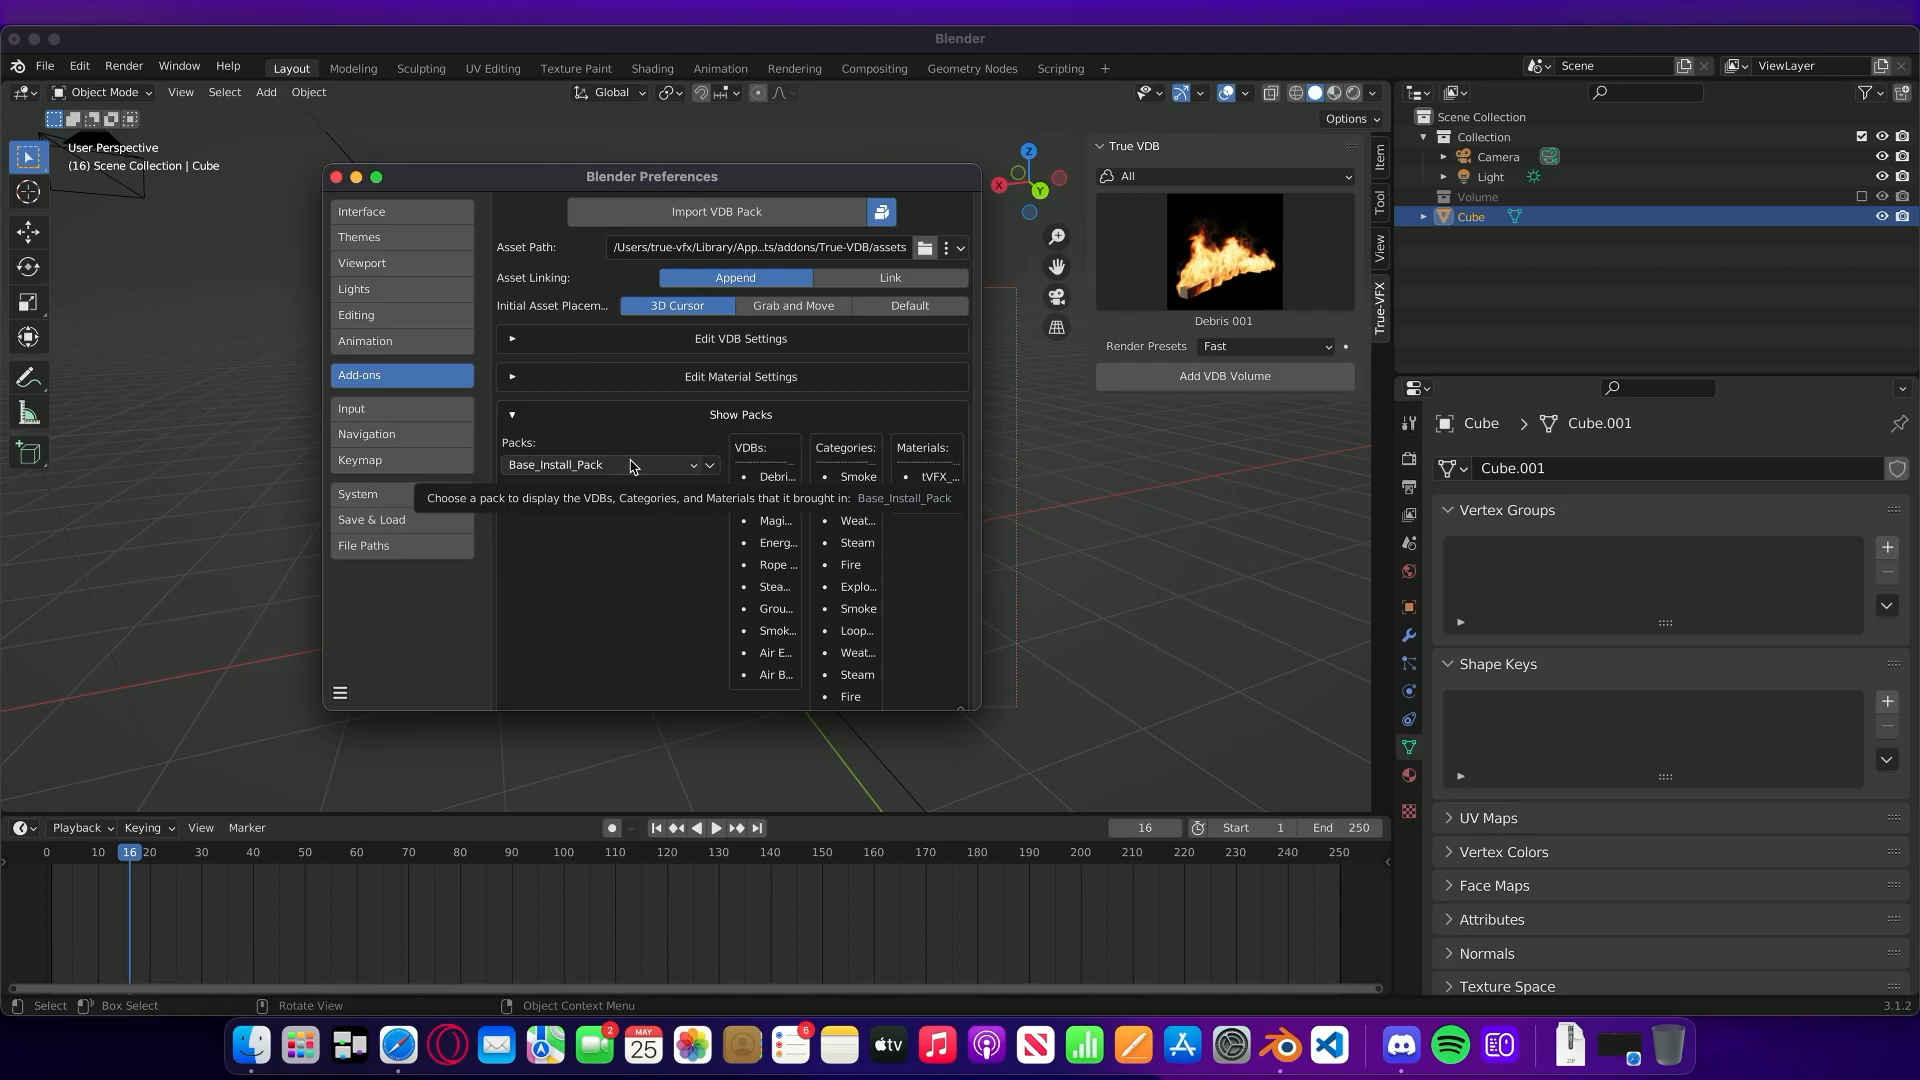 Blender
File Edit Render Window Help
Layout Modeling Sculpting UV Editing Texture Paint Shading Animation Rendering Compositing Geometry Nodes Scripting +
Scene
ViewLayer
Object Mode View Select Add Object
Global
Options
User Perspective
(16) Scene Collection | Cube
Z
X
Y
True VDB
All
Debris 001
Render Presets Fast
Add VDB Volume
Item
Tool
View
True-VFX
Blender Preferences
Interface
Themes
Viewport
Lights
Editing
Animation
Add-ons
Input
Navigation
Keymap
System
Save & Load
File Paths
Import VDB Pack
Asset Path: /Users/true-vfx/Library/App...ts/addons/True-VDB/assets
Asset Linking: Append Link
Initial Asset Placem... 3D Cursor Grab and Move Default
Edit VDB Settings
Edit Material Settings
Show Packs
Packs:
Base_Install_Pack
Choose a pack to display the VDBs, Categories, and Materials that it brought in: Base_Install_Pack
VDBs:
Debri...
Magi...
Energ...
Rope ...
Stea...
Grou...
Smok...
Air E...
Air B...
Categories:
Smoke
Weat...
Steam
Fire
Explo...
Smoke
Loop...
Weat...
Steam
Fire
Materials:
tVFX_...
Scene Collection
Collection
Camera
Light
Volume
Cube
Cube > Cube.001
Cube.001
Vertex Groups
Shape Keys
UV Maps
Vertex Colors
Face Maps
Attributes
Normals
Texture Space
Playback Keying View Marker
16 Start 1 End 250
0 10 16 20 30 40 50 60 70 80 90 100 110 120 130 140 150 160 170 180 190 200 210 220 230 240 250
Select Box Select Rotate View Object Context Menu
3.1.2
2
MAY
25
6
tv
ZIP